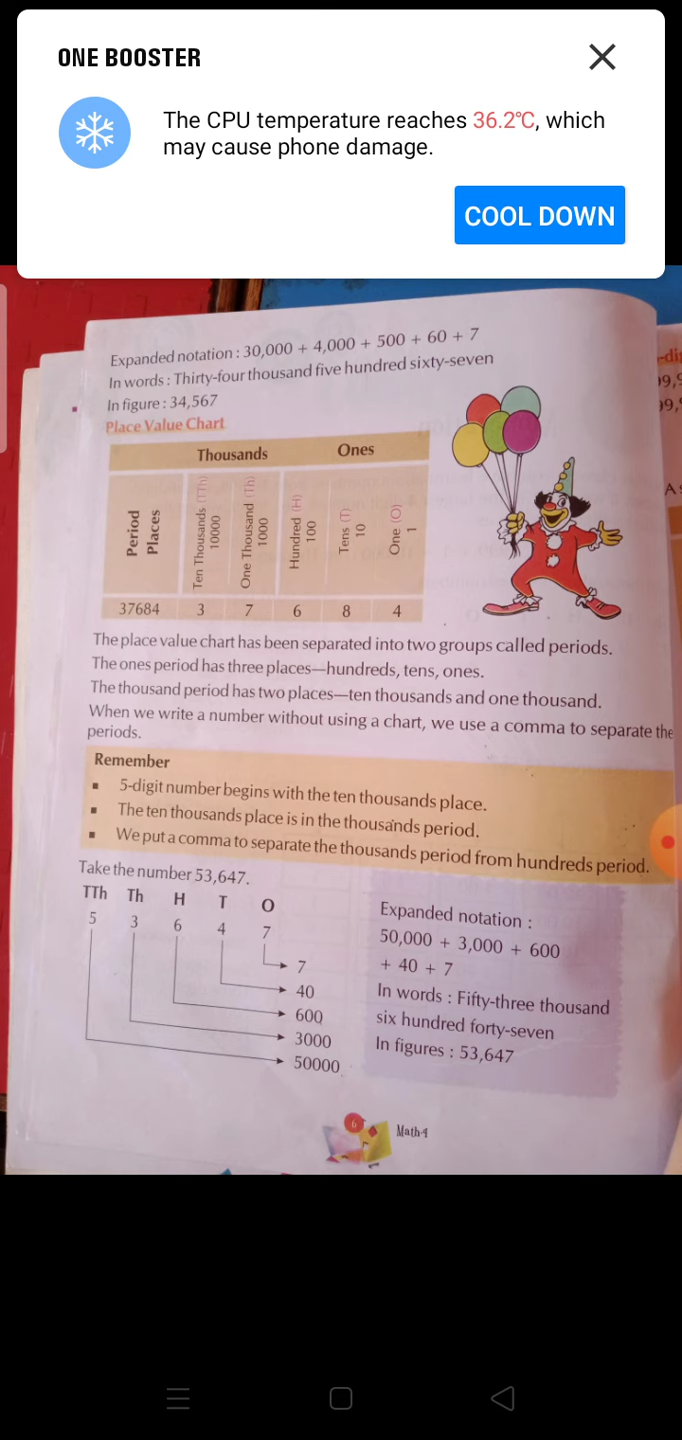 ONE BOOSTER
The CPU temperature reaches 36.2℃, which
may cause phone damage.
COOL DOWN
Expanded notation : 30,000 + 4,000 + 500 + 60 + 7
In words : Thirty-four thousand five hundred sixty-seven
In figure : 34,567
Place Value Chart
Thousands Ones
Period
Places
Ten Thousands (TTh)
10000
One Thousand (Th)
1000
Hundred (H)
100
Tens (T)
10
One (O)
1
37684 3 7 6 8 4
The place value chart has been separated into two groups called periods.
The ones period has three places—hundreds, tens, ones.
The thousand period has two places—ten thousands and one thousand.
When we write a number without using a chart, we use a comma to separate the
periods.
Remember
▪ 5-digit number begins with the ten thousands place.
▪ The ten thousands place is in the thousands period.
▪ We put a comma to separate the thousands period from hundreds period.
Take the number 53,647.
TTh Th H T O
5 3 6 4 7
7
40
600
3000
50000
Expanded notation :
50,000 + 3,000 + 600
+ 40 + 7
In words : Fifty-three thousand
six hundred forty-seven
In figures : 53,647
6
Math-4